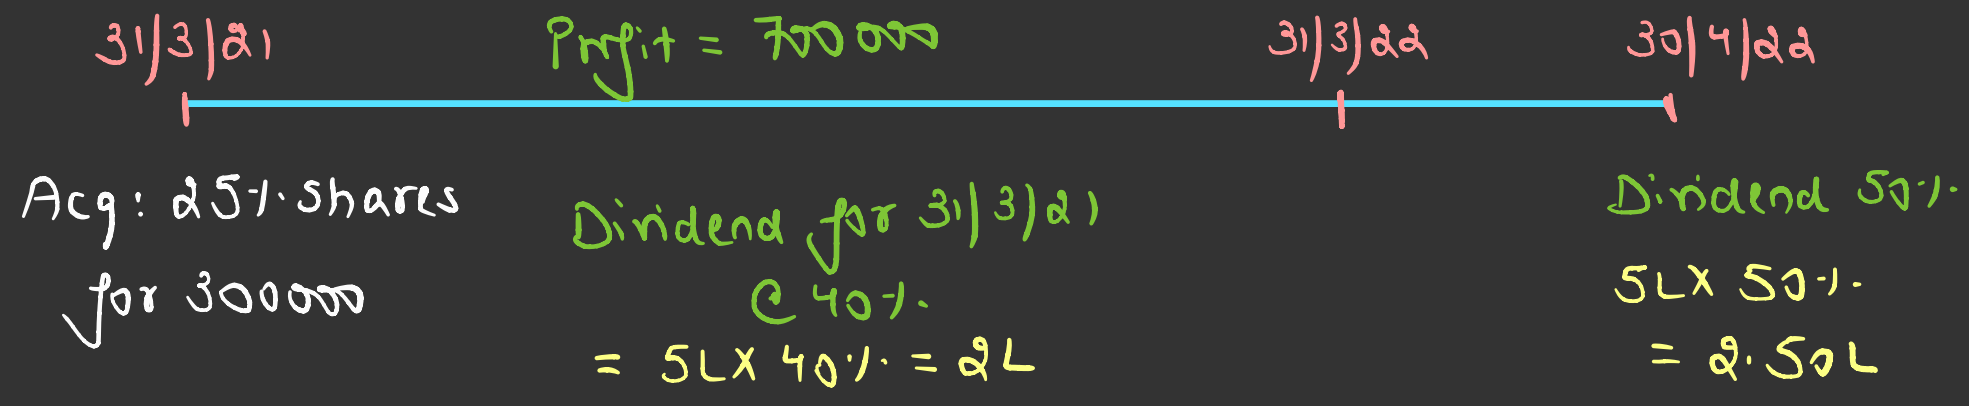 31/3/21 Profit = 700000 31/3/22 30/4/22
Acq: 25%. Shares
for 300000
Dividend for 31/3/21
@ 40%.
= 5L X 40%. = 2L
Dividend 50%.
5L X 50%.
= 2.50L